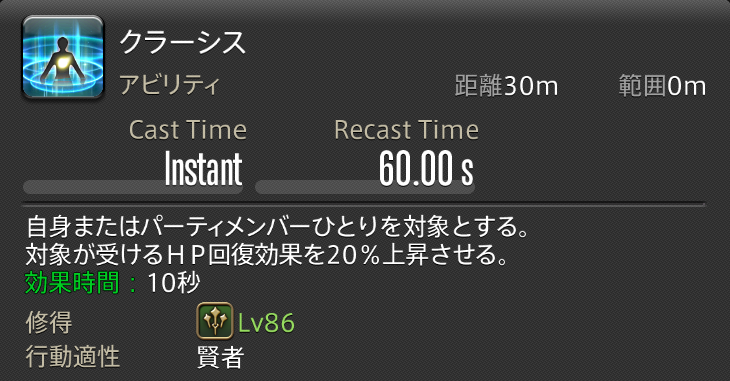 クラーシス
アビリティ 距離30m 範囲0m
Cast Time Recast Time
Instant 60.00 s
自身またはパーティメンバーひとりを対象とする。
対象が受けるＨＰ回復効果を20％上昇させる。
効果時間：10秒
修得 Lv86
行動適性 賢者